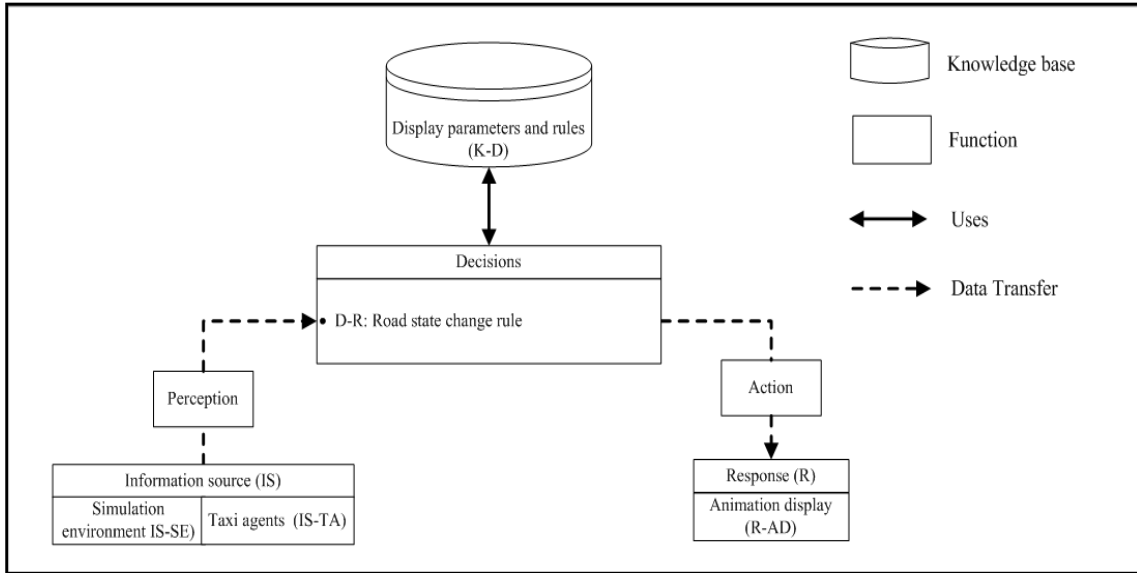 Display parameters and rules
(K-D)
Knowledge base
Function
Uses
Data Transfer
Decisions
D-R: Road state change rule
Perception
Action
Information source (IS)
Simulation
environment IS-SE)
Taxi agents (IS-TA)
Response (R)
Animation display
(R-AD)